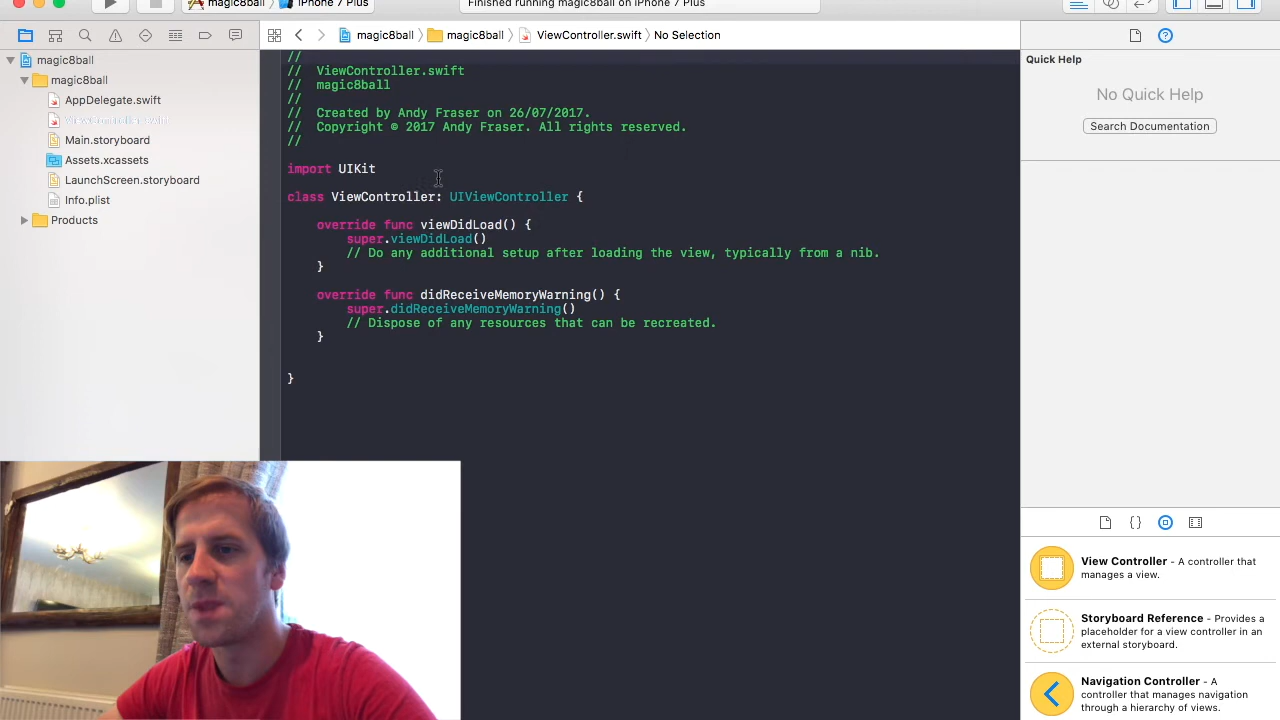 magic8ball
iPhone 7 Plus
Finished running magic8ball on iPhone 7 Plus
magic8ball
magic8ball
ViewController.swift
No Selection
magic8ball
magic8ball
AppDelegate.swift
ViewController.swift
Main.storyboard
Assets.xcassets
LaunchScreen.storyboard
Info.plist
Products
//
// ViewController.swift
// magic8ball
//
// Created by Andy Fraser on 26/07/2017.
// Copyright © 2017 Andy Fraser. All rights reserved.
//
import UIKit
class ViewController: UIViewController {
override func viewDidLoad() {
super.viewDidLoad()
// Do any additional setup after loading the view, typically from a nib.
}
override func didReceiveMemoryWarning() {
super.didReceiveMemoryWarning()
// Dispose of any resources that can be recreated.
}
}
Quick Help
No Quick Help
Search Documentation
{}
View Controller - A controller that
manages a view.
Storyboard Reference - Provides a
placeholder for a view controller in an
external storyboard.
Navigation Controller - A
controller that manages navigation
through a hierarchy of views.